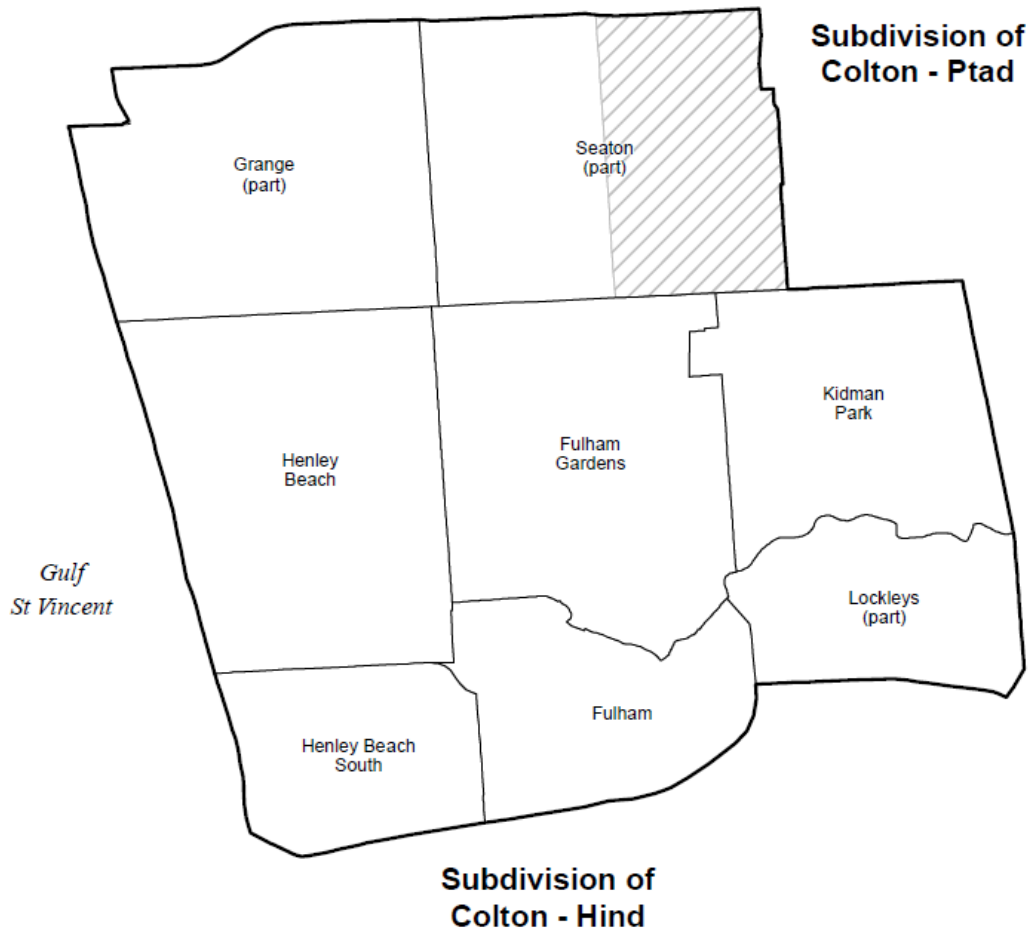 Subdivision of
Colton - Ptad
Grange
(part)
Seaton
(part)
Kidman
Park
Henley
Beach
Fulham
Gardens
Gulf
St Vincent
Lockleys
(part)
Fulham
Henley Beach
South
Subdivision of
Colton - Hind